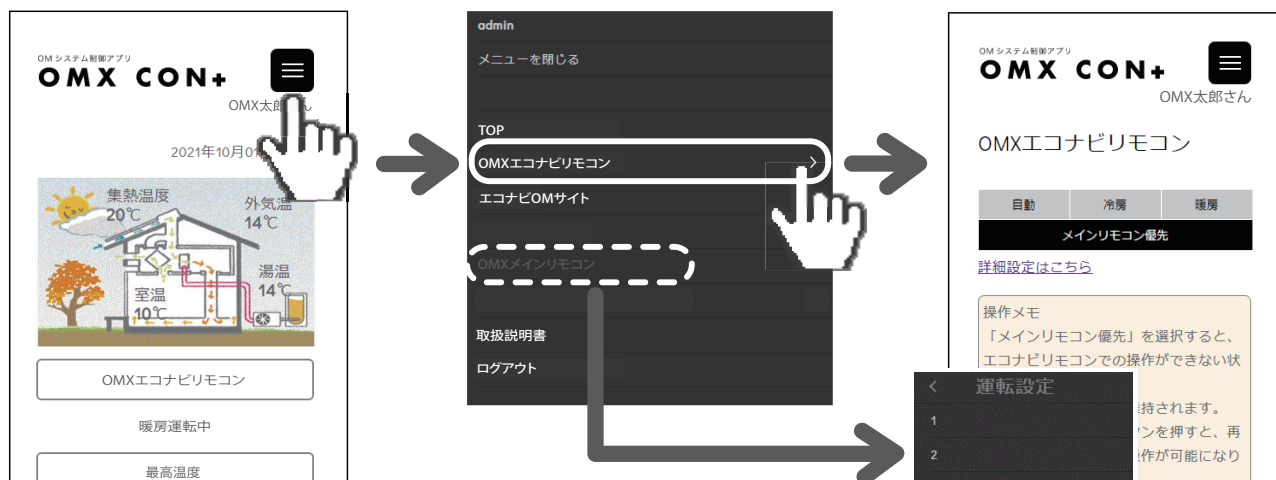 OMシステム制御アプリ
OMX CON+
OMX太郎さん
2021年10月01
集熱温度
20℃
外気温
14℃
湯温
14℃
室温
10℃
OMXエコナビリモコン
暖房運転中
最高温度
admin
メニューを閉じる
TOP
OMXエコナビリモコン
エコナビOMサイト
OMXメインリモコン
取扱説明書
ログアウト
OMシステム制御アプリ
OMX CON+
OMX太郎さん
OMXエコナビリモコン
自動 冷房 暖房
メインリモコン優先
詳細設定はこちら
操作メモ
「メインリモコン優先」を選択すると、
エコナビリモコンでの操作ができない状
持されます。
ンを押すと、再
操作が可能になり
運転設定
1
2